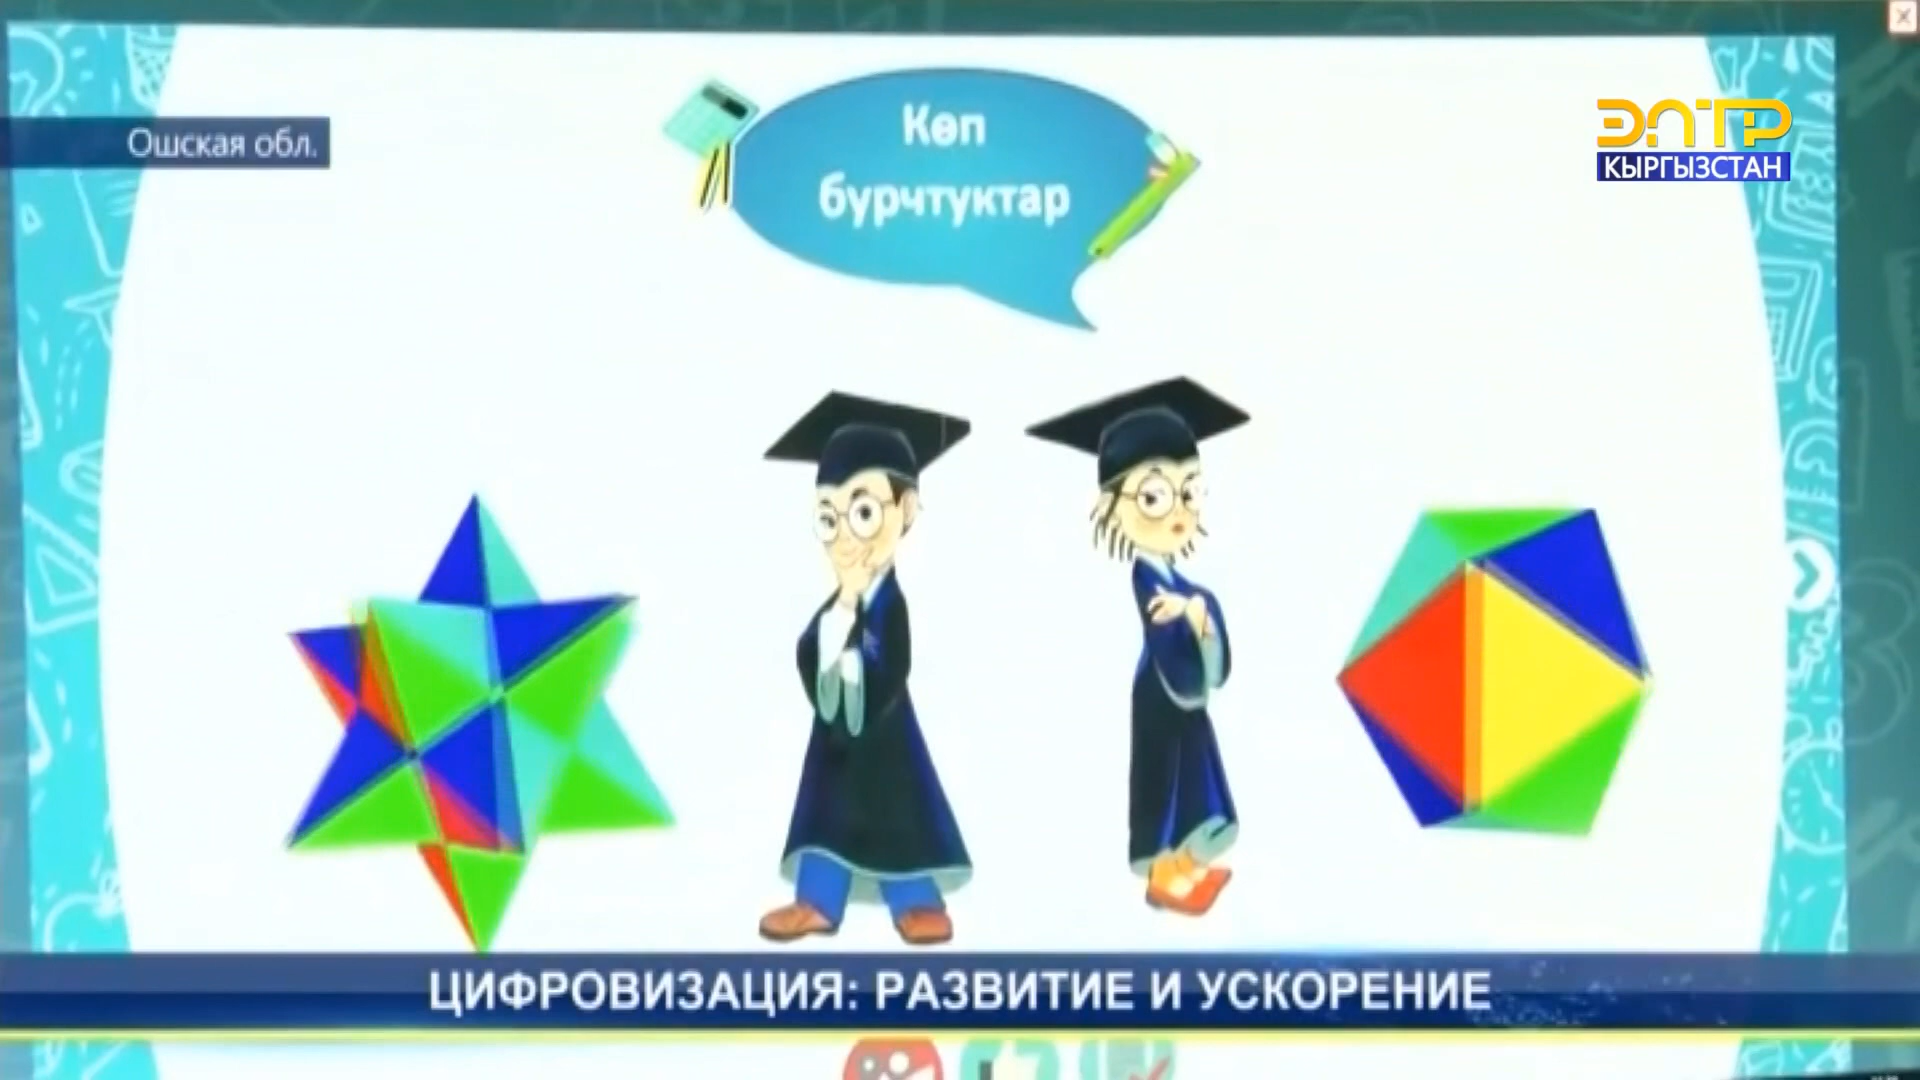 Көп
бурчтуктар
Ошская обл.
ЭЛТР
КЫРГЫЗСТАН
ЦИФРОВИЗАЦИЯ: РАЗВИТИЕ И УСКОРЕНИЕ